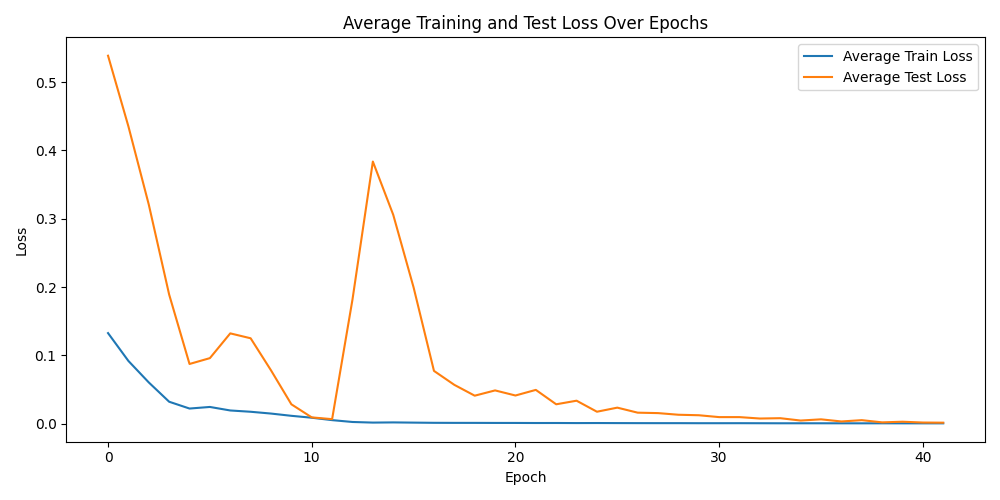 Average Training and Test Loss Over Epochs
Average Train Loss
Average Test Loss
Loss
0.5
0.4
0.3
0.2
0.1
0.0
0
10
20
30
40
Epoch